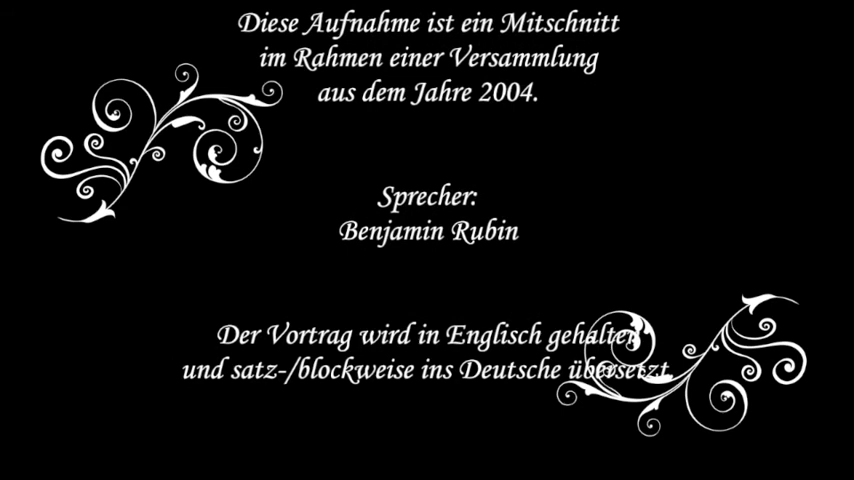 Diese Aufnahme ist ein Mitschnitt
im Rahmen einer Versammlung
aus dem Jahre 2004.
Sprecher:
Benjamin Rubin
Der Vortrag wird in Englisch gehalten
und satz-/blockweise ins Deutsche übersetzt.